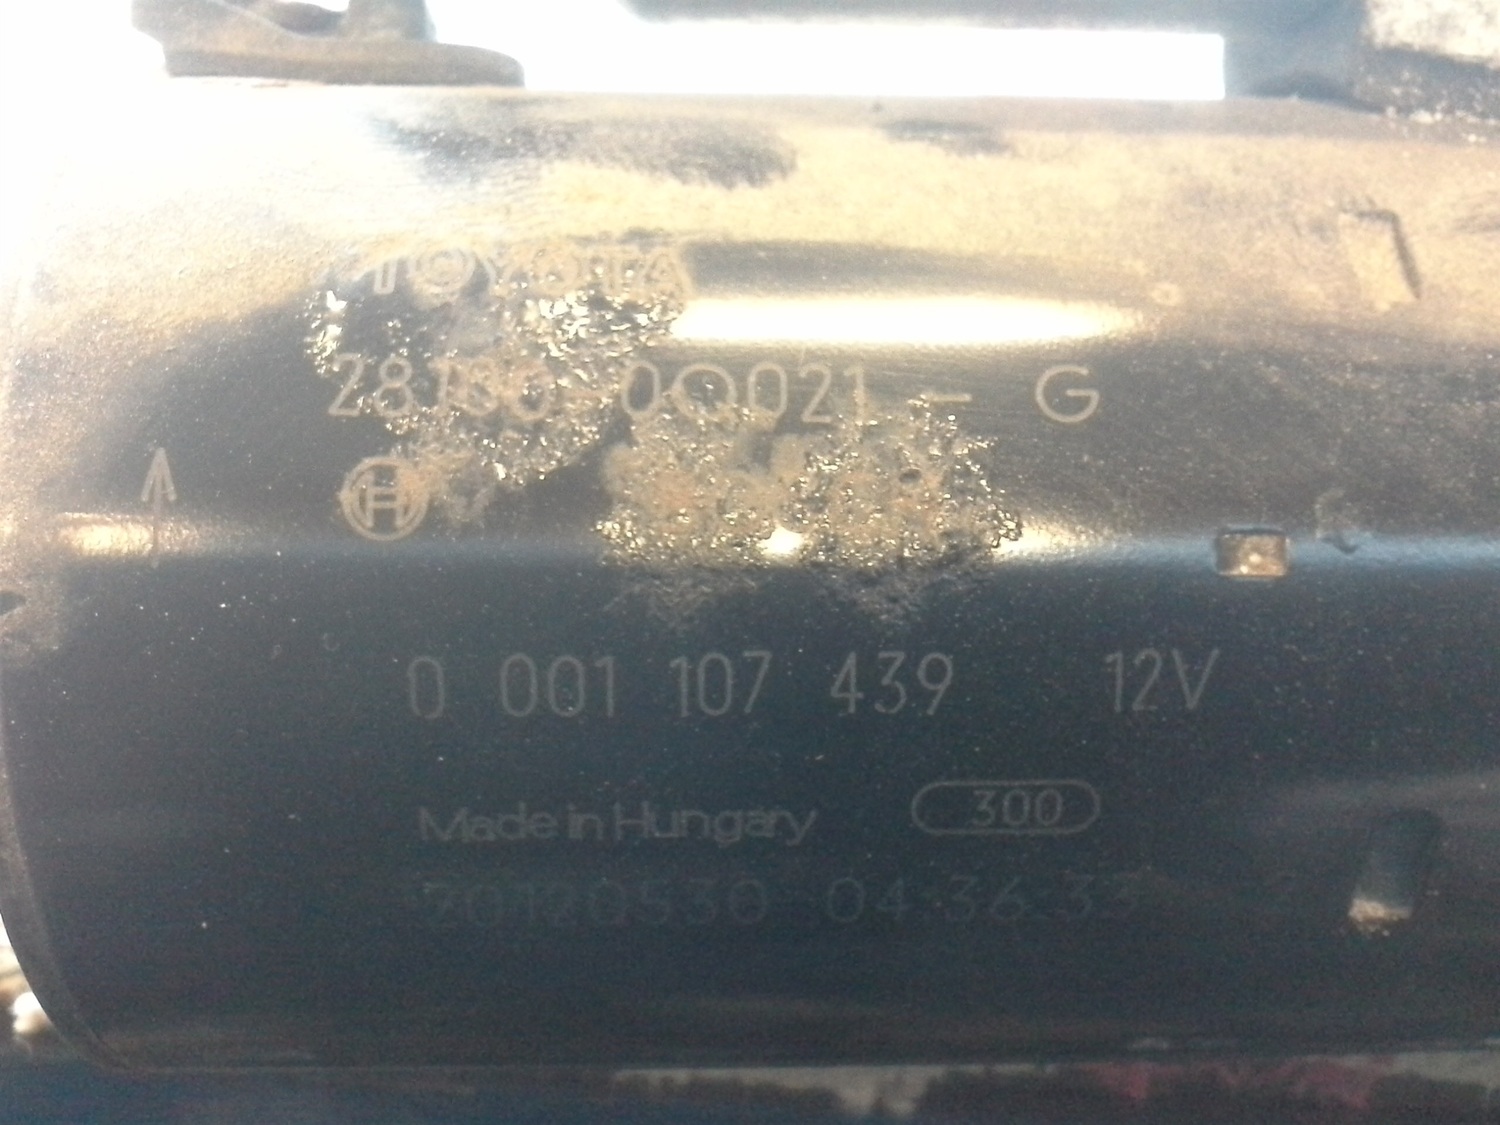 TOYOTA
28100-0Q021 - G
0 001 107 439 12V
Made in Hungary 300
20120530 04:36:33